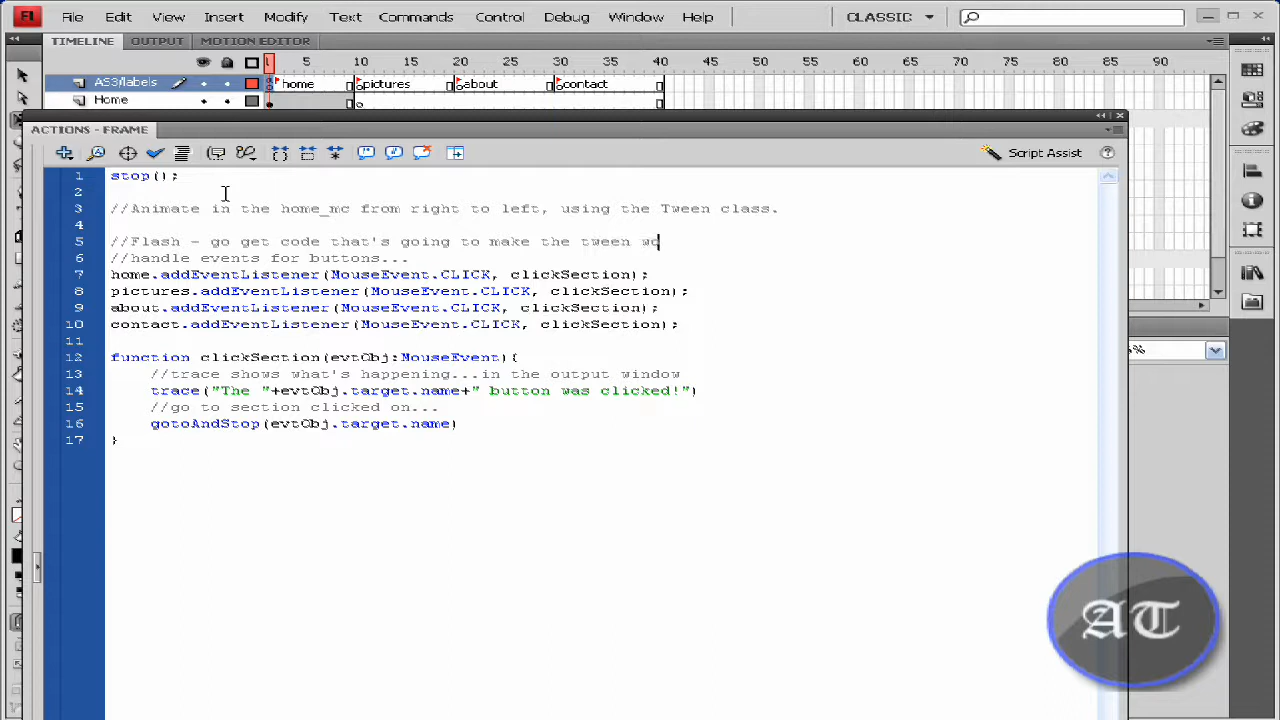 Fl File Edit View Insert Modify Text Commands Control Debug Window Help CLASSIC
TIMELINE OUTPUT MOTION EDITOR
1 5 10 15 20 25 30 35 40 45 50 55 60 65 70 75 80 85 90
AS3/labels home pictures about contact
Home
ACTIONS - FRAME
Script Assist
1 stop();
2
3 //Animate in the home_mc from right to left, using the Tween class.
4
5 //Flash - go get code that's going to make the tween wo
6 //handle events for buttons...
7 home.addEventListener(MouseEvent.CLICK, clickSection);
8 pictures.addEventListener(MouseEvent.CLICK, clickSection);
9 about.addEventListener(MouseEvent.CLICK, clickSection);
10 contact.addEventListener(MouseEvent.CLICK, clickSection);
11
12 function clickSection(evtObj:MouseEvent){
13 //trace shows what's happening...in the output window
14 trace("The "+evtObj.target.name+" button was clicked!")
15 //go to section clicked on...
16 gotoAndStop(evtObj.target.name)
17 }
%
AT